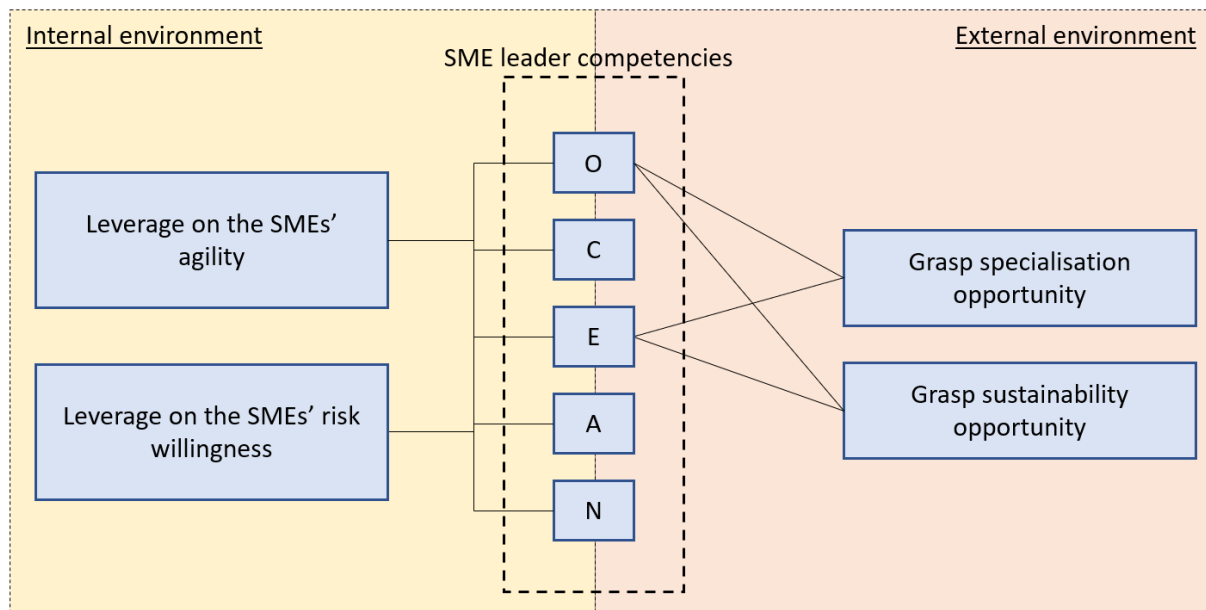 Internal environment
External environment
SME leader competencies
Leverage on the SMEs’
agility
Leverage on the SMEs’ risk
willingness
O
C
E
A
N
Grasp specialisation
opportunity
Grasp sustainability
opportunity